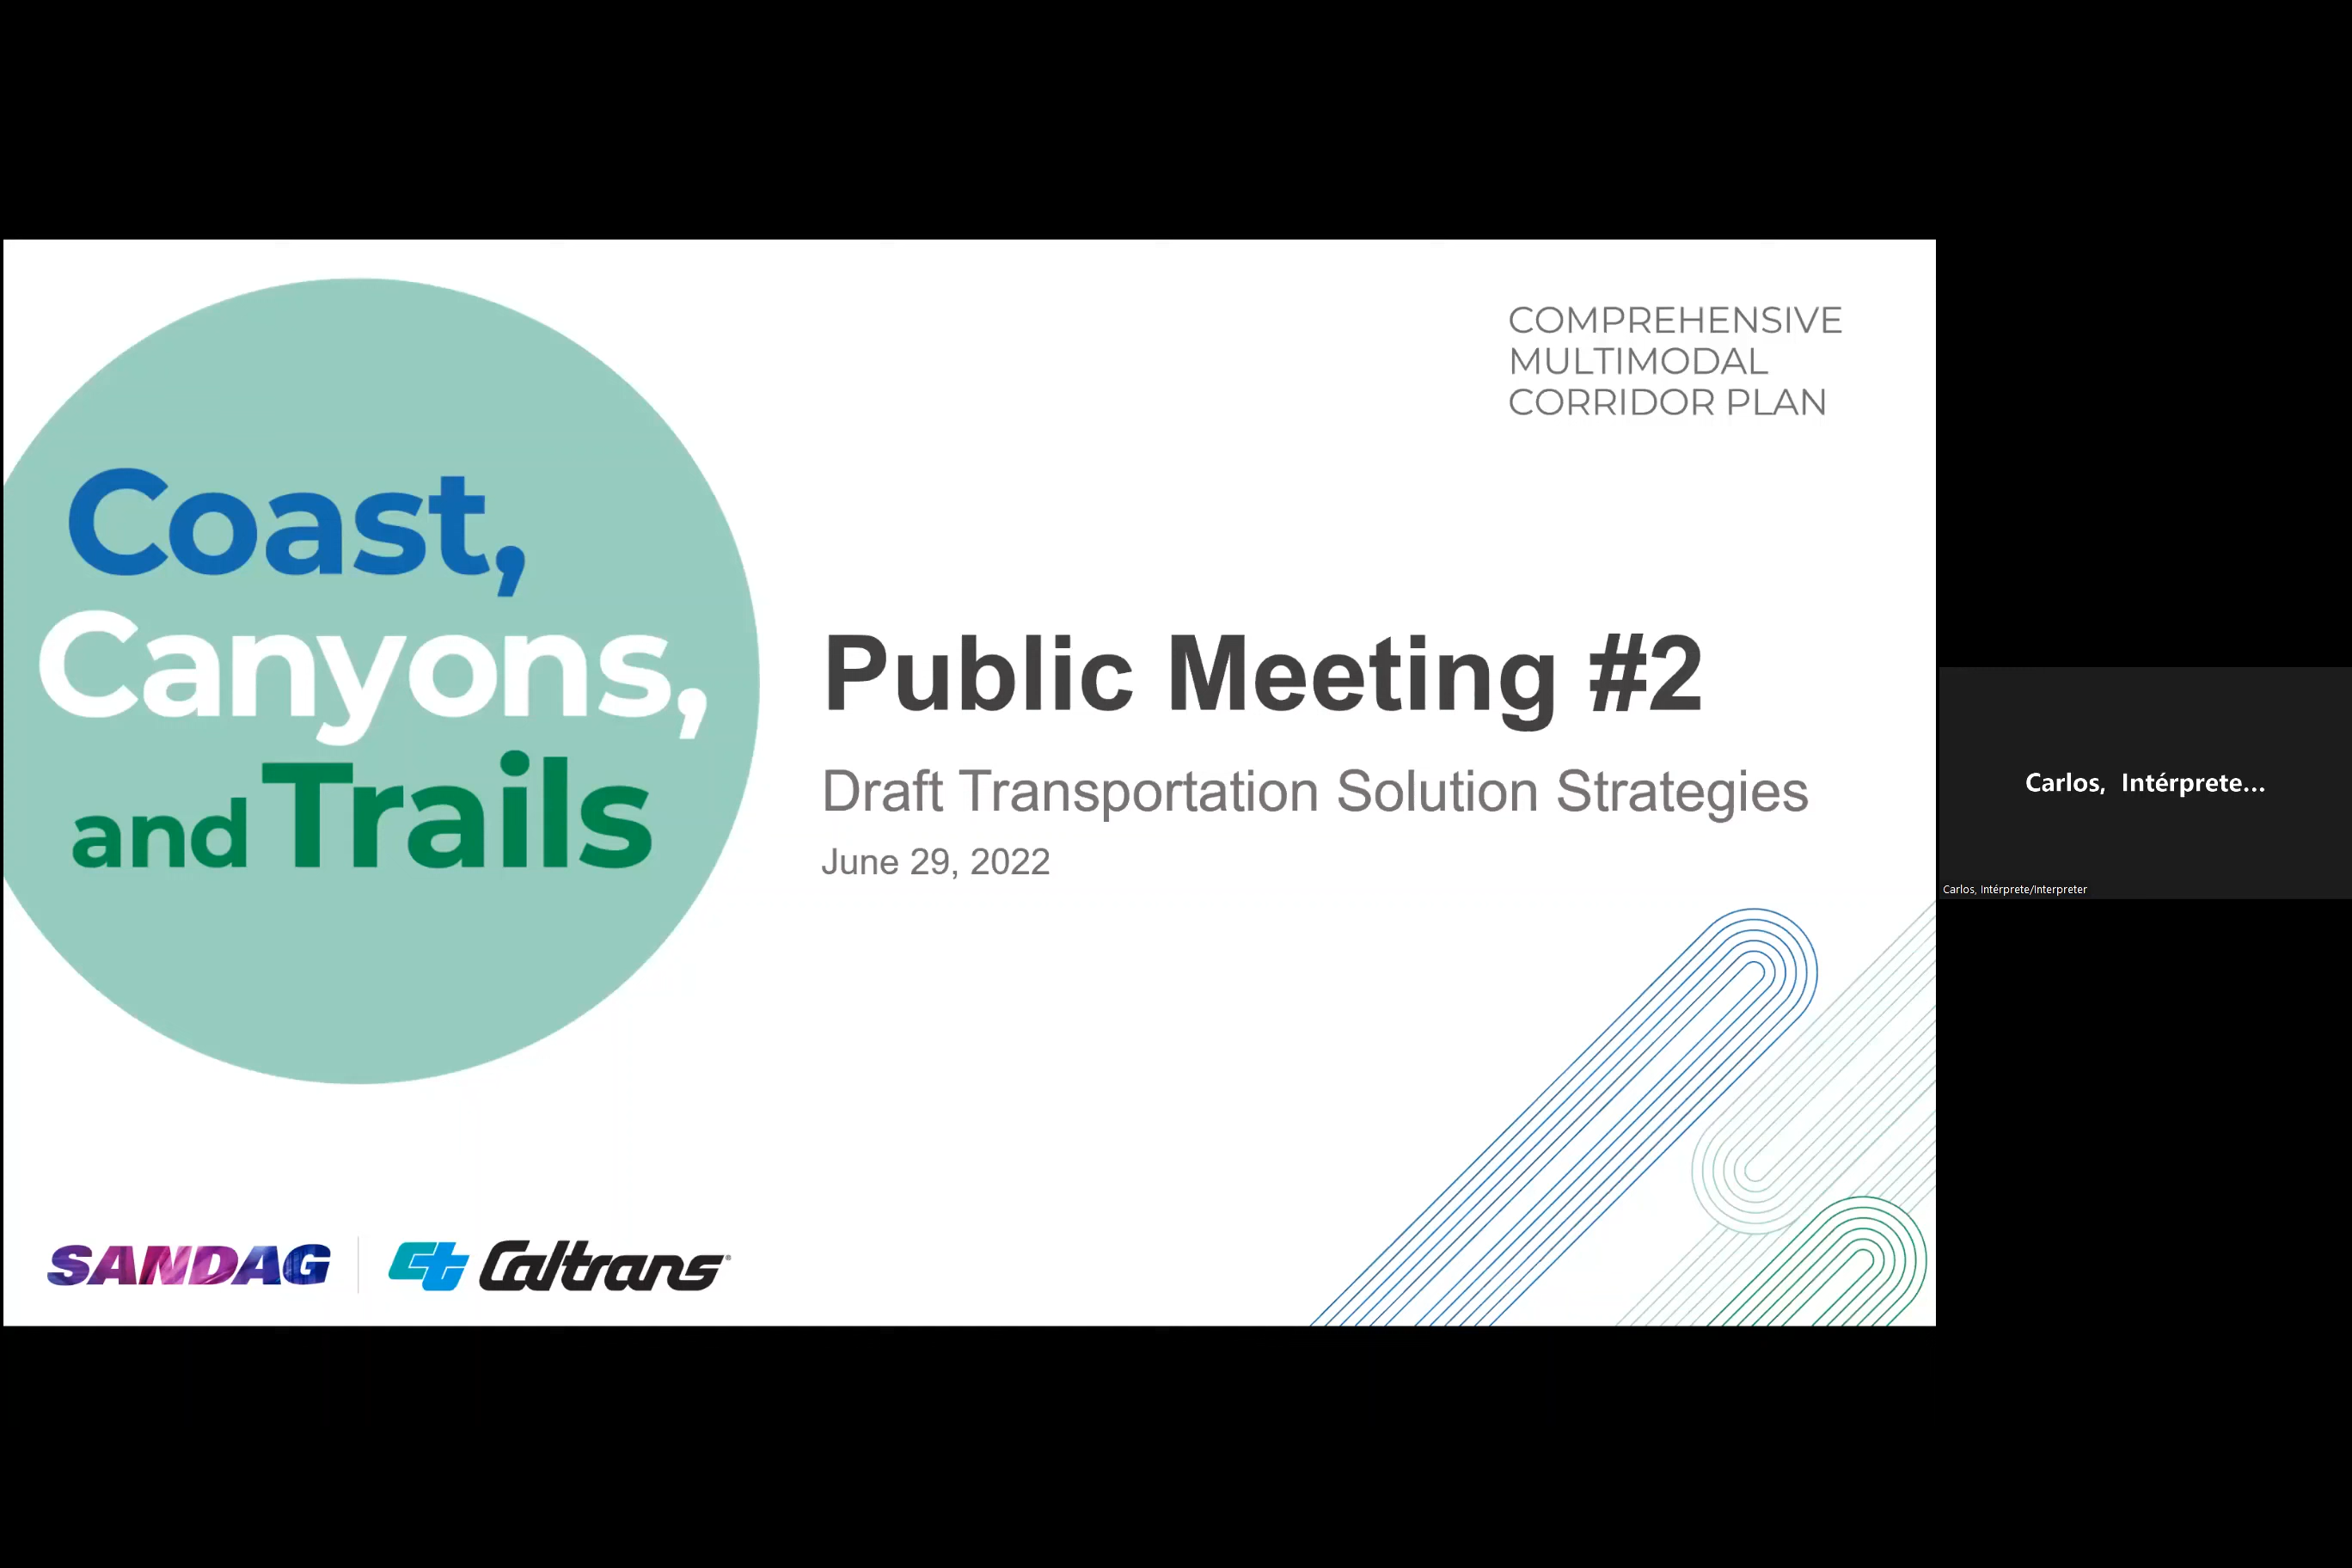 COMPREHENSIVE
MULTIMODAL
CORRIDOR PLAN
Coast,
Canyons,
and Trails
Public Meeting #2
Draft Transportation Solution Strategies
June 29, 2022
SANDAG
ct Caltrans®
Carlos, Intérprete...
Carlos, Intérprete/Interpreter